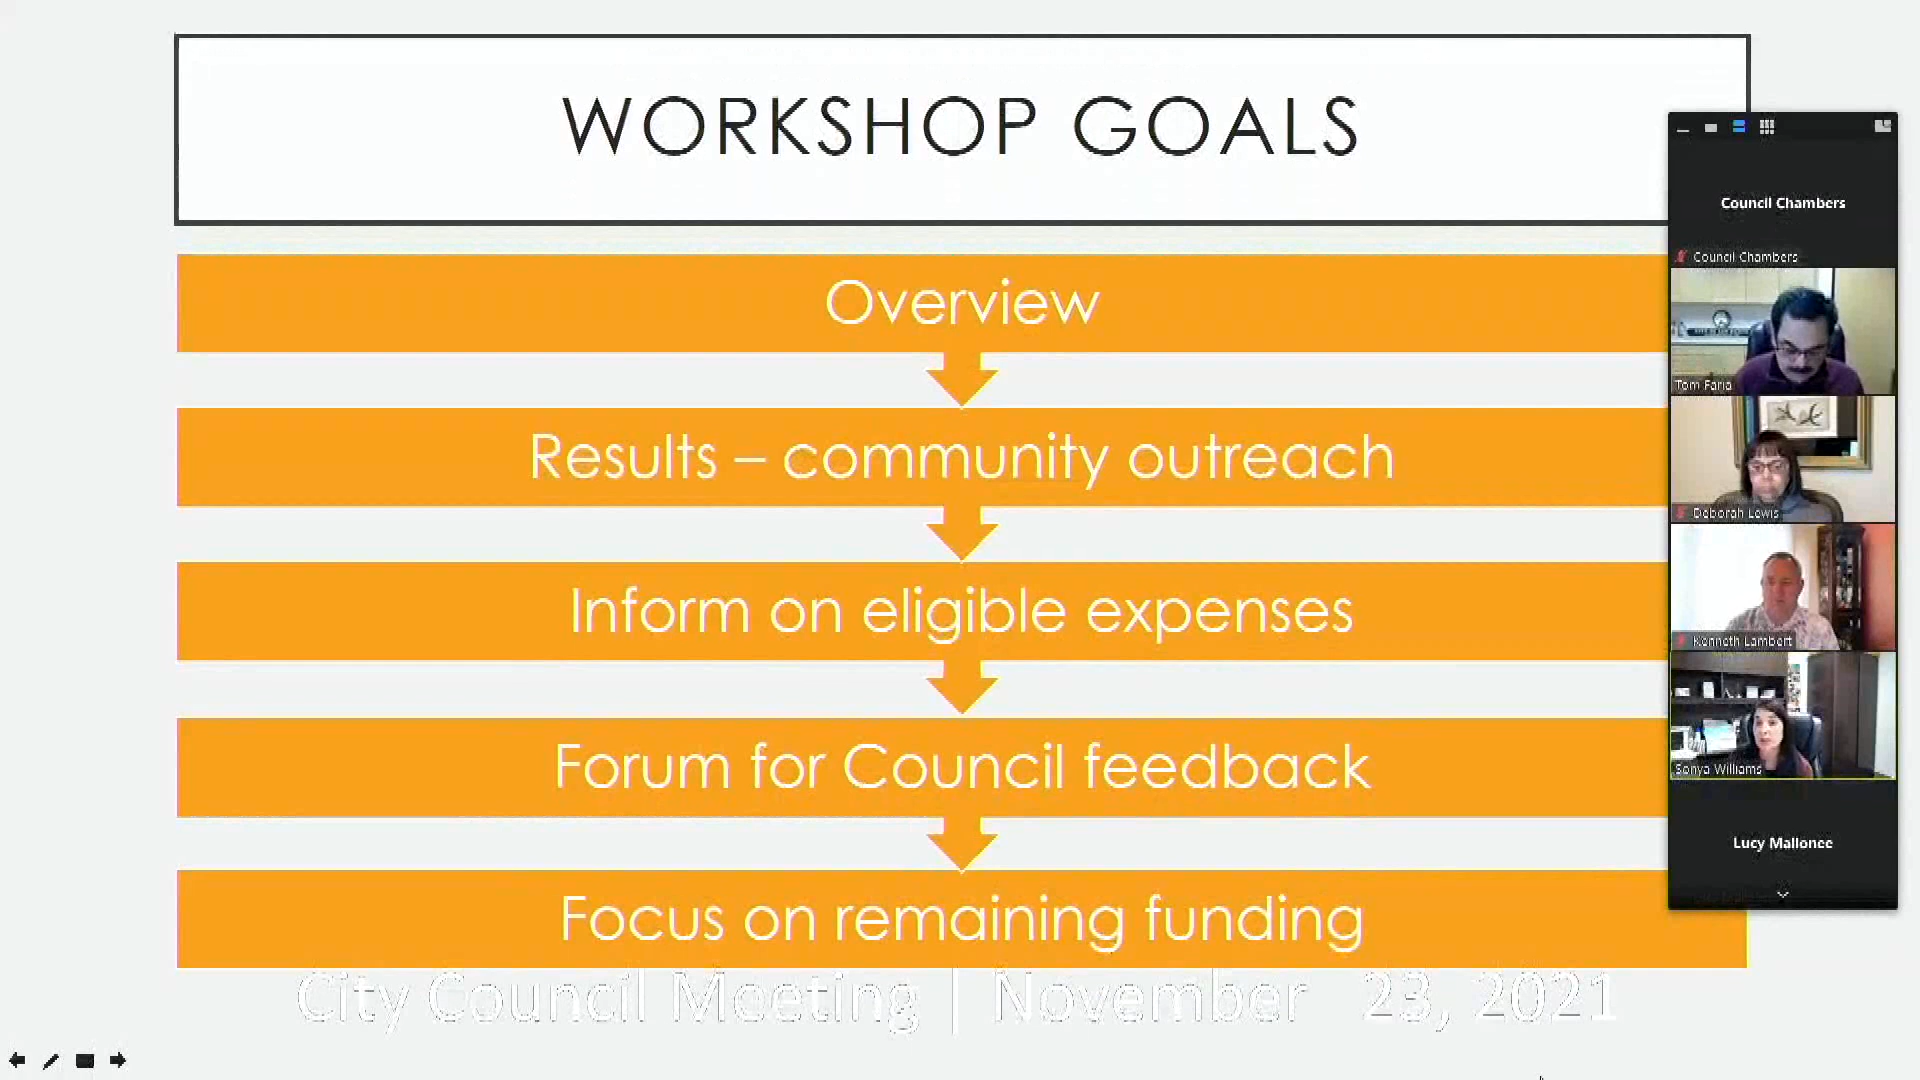 WORKSHOP GOALS
Overview
Results – community outreach
Inform on eligible expenses
Forum for Council feedback
Focus on remaining funding
City Council Meeting | November 23, 2021
Council Chambers
Council Chambers
Tom Faria
Deborah Lewis
Kenneth Lambert
Sonya Williams
Lucy Mallonee